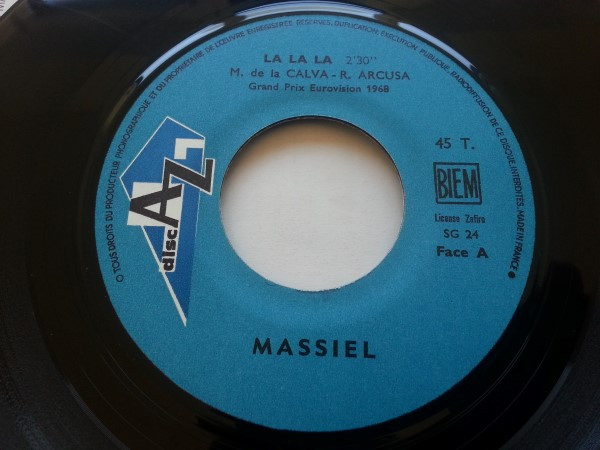 O TOUS DROITS DU PRODUCTEUR PHONOGRAPHIQUE ET DU PROPRIETAIRE DE L'ŒUVRE ENREGISTREE RESERVES. DUPLICATION EXECUTION PUBLIQUE, RADIODIFFUSION DE CE DISQUE, INTERDITES. MADE IN FRANCE
LA LA LA 2'30''
M. de la CALVA - R. ARCUSA
Grand Prix Eurovision 1968
disc AZ
45 T.
BIEM
License Zafiro
SG 24
Face A
MASSIEL